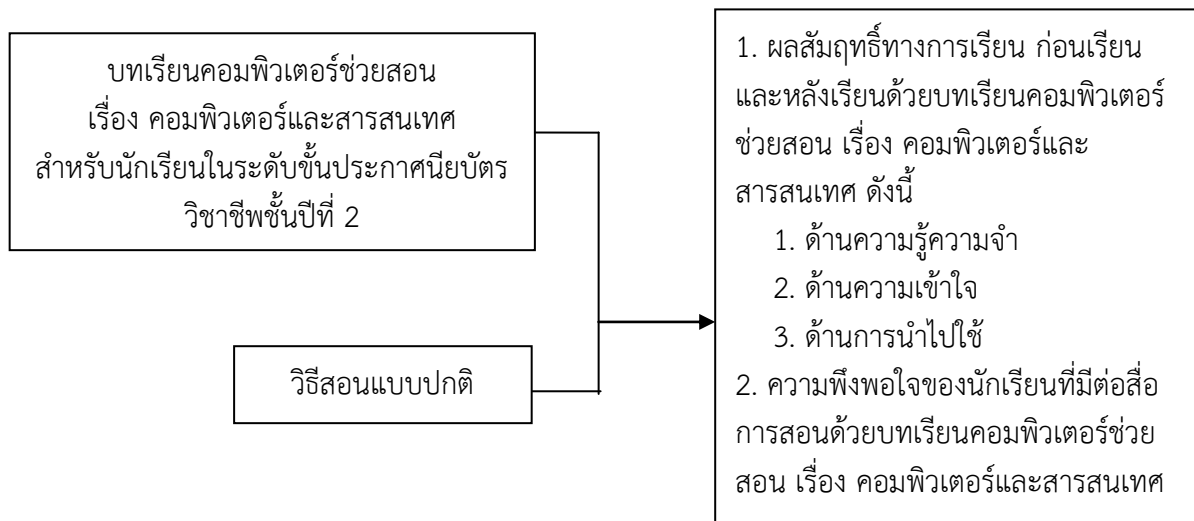 บทเรียนคอมพิวเตอร์ช่วยสอน
เรื่อง คอมพิวเตอร์และสารสนเทศ
สำหรับนักเรียนในระดับขั้นประกาศนียบัตร
วิชาชีพชั้นปีที่ 2
วิธีสอนแบบปกติ
1. ผลสัมฤทธิ์ทางการเรียน ก่อนเรียน
และหลังเรียนด้วยบทเรียนคอมพิวเตอร์
ช่วยสอน เรื่อง คอมพิวเตอร์และ
สารสนเทศ ดังนี้
1. ด้านความรู้ความจำ
2. ด้านความเข้าใจ
3. ด้านการนำไปใช้
2. ความพึงพอใจของนักเรียนที่มีต่อสื่อ
การสอนด้วยบทเรียนคอมพิวเตอร์ช่วย
สอน เรื่อง คอมพิวเตอร์และสารสนเทศ